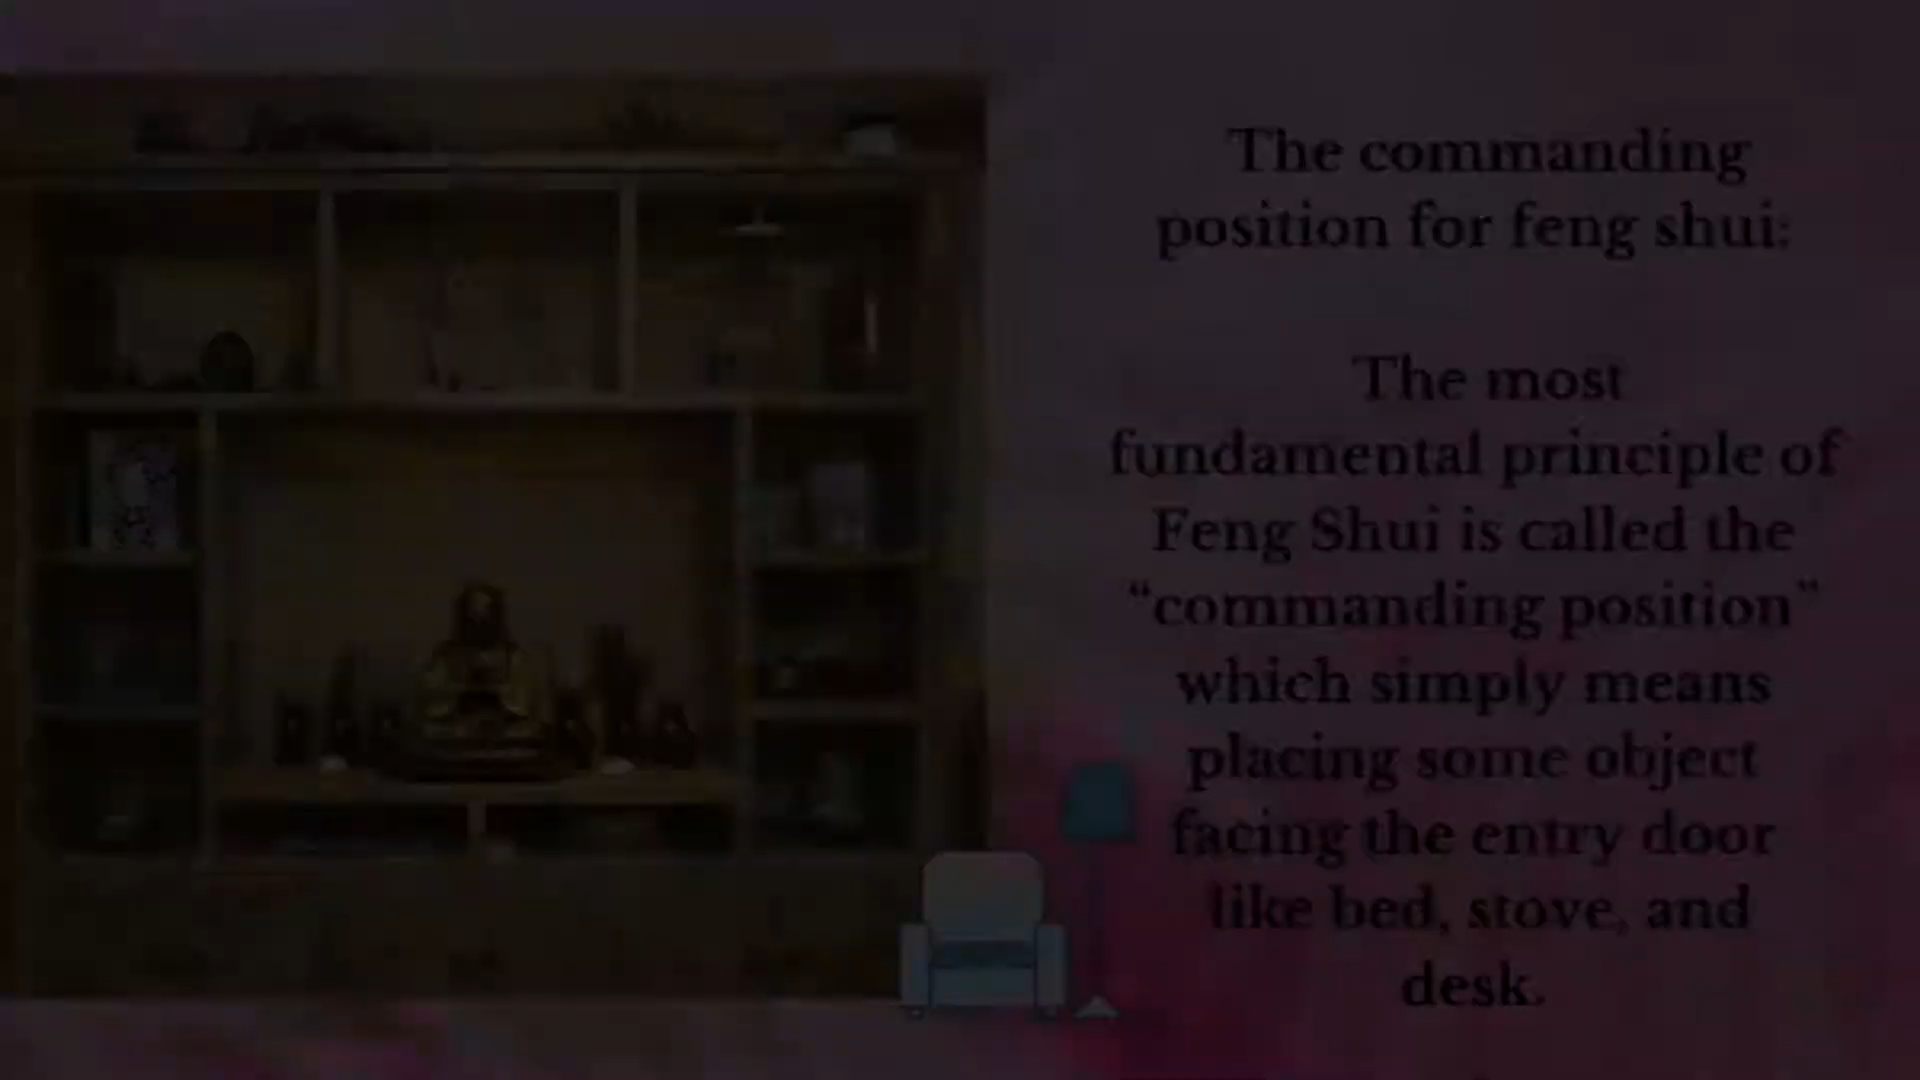 The commanding
position for feng shui:
The most
fundamental principle of
Feng Shui is called the
“commanding position”
which simply means
placing some object
facing the entry door
like bed, stove, and
desk.